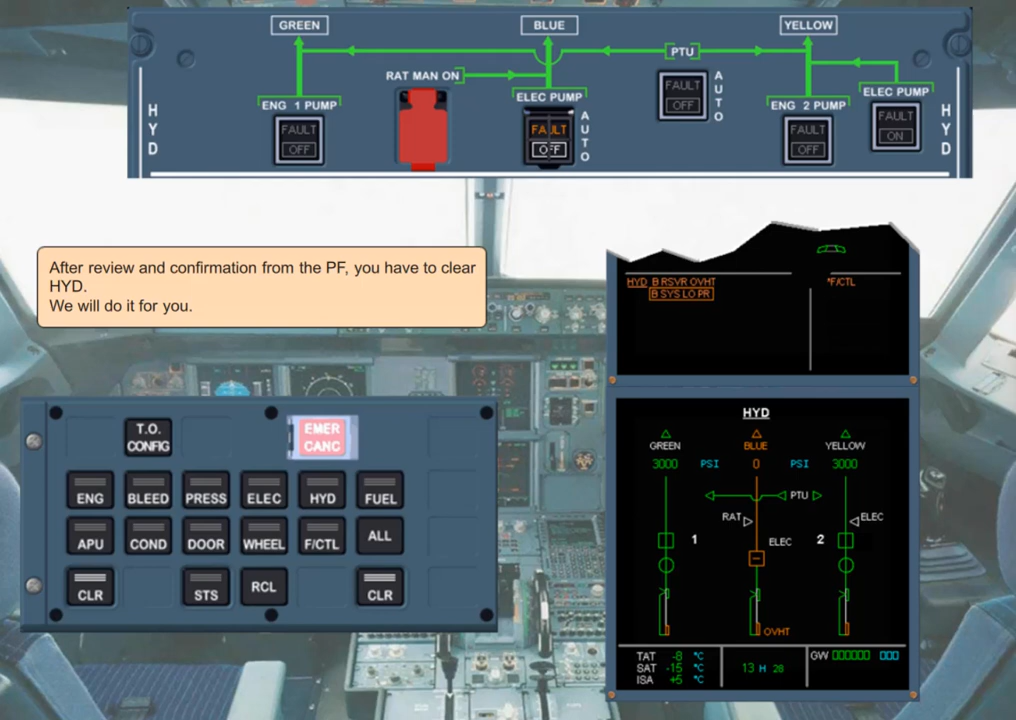 GREEN BLUE YELLOW
PTU
RAT MAN ON
ENG 1 PUMP ELEC PUMP ENG 2 PUMP ELEC PUMP
H Y D
FAULT OFF
FAULT OFF
A U T O
FAULT OFF
A U T O
FAULT OFF
FAULT ON
H Y D
After review and confirmation from the PF, you have to clear
HYD.
We will do it for you.
HYD B RSVR OVHT *F/CTL
B SYS LO PR
T.O.
CONFIG
EMER
CANC
ENG BLEED PRESS ELEC HYD FUEL
APU COND DOOR WHEEL F/CTL ALL
CLR STS RCL CLR
HYD
GREEN BLUE YELLOW
3000 PSI 0 PSI 3000
PTU
RAT ELEC
1 ELEC 2
OVHT
TAT -8 °C
SAT -15 °C
ISA +5 °C
13 H 28
GW